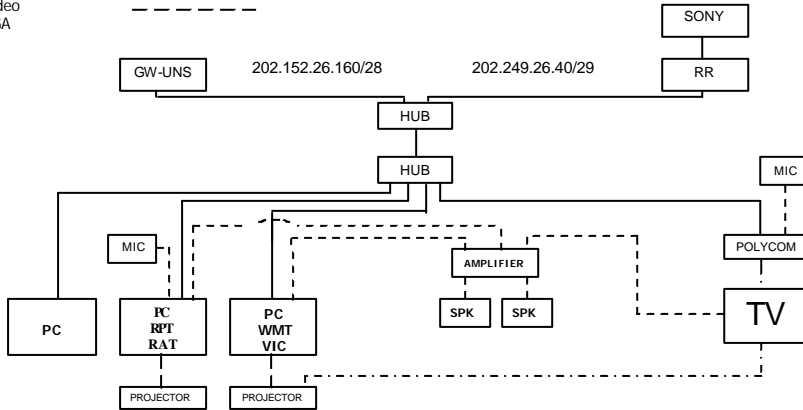 SONY
GW-UNS
202.152.26.160/28
202.249.26.40/29
RR
HUB
HUB
MIC
MIC
POLYCOM
AMPLIFIER
PC
PC
RPT
RAT
PC
WMT
VIC
SPK
SPK
TV
PROJECTOR
PROJECTOR